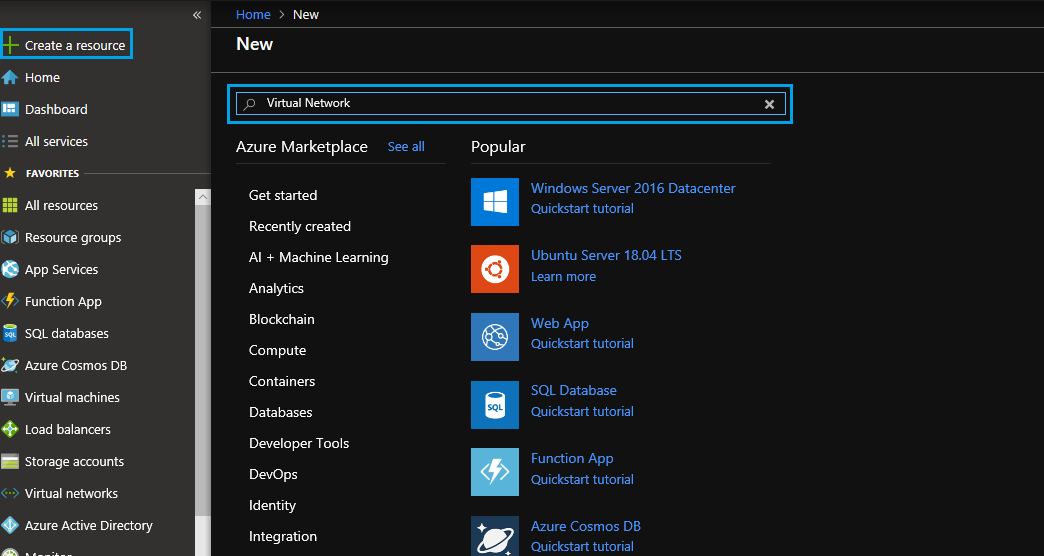 «
Create a resource
Home
Dashboard
All services
FAVORITES
All resources
Resource groups
App Services
Function App
SQL databases
Azure Cosmos DB
Virtual machines
Load balancers
Storage accounts
Virtual networks
Azure Active Directory
Monitor
Home > New
New
Virtual Network
Azure Marketplace See all
Get started
Recently created
AI + Machine Learning
Analytics
Blockchain
Compute
Containers
Databases
Developer Tools
DevOps
Identity
Integration
Popular
Windows Server 2016 Datacenter
Quickstart tutorial
Ubuntu Server 18.04 LTS
Learn more
Web App
Quickstart tutorial
SQL
SQL Database
Quickstart tutorial
Function App
Quickstart tutorial
Azure Cosmos DB
Quickstart tutorial